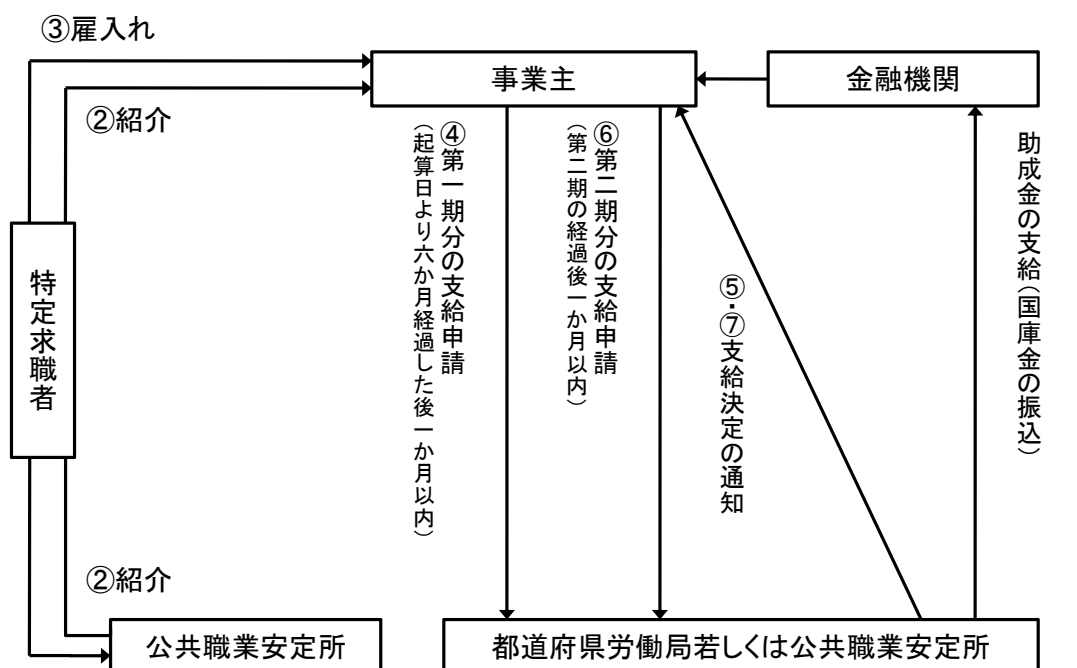 ③雇入れ
事業主
金融機関
②紹介
④第一期分の支給申請
（起算日より六か月経過した後一か月以内）
⑥第二期分の支給申請
（第二期の経過後一か月以内）
⑤・⑦支給決定の通知
助成金の支給（国庫金の振込）
特定求職者
②紹介
公共職業安定所
都道府県労働局若しくは公共職業安定所